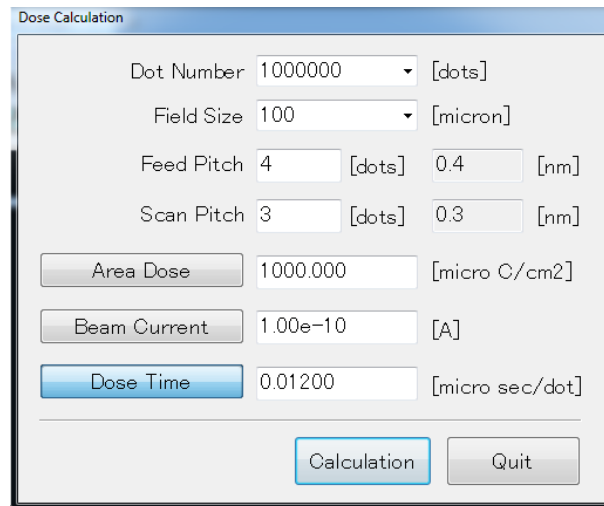 Dose Calculation
Dot Number 1000000 [dots]
Field Size 100 [micron]
Feed Pitch 4 [dots] 0.4 [nm]
Scan Pitch 3 [dots] 0.3 [nm]
Area Dose 1000.000 [micro C/cm2]
Beam Current 1.00e-10 [A]
Dose Time 0.01200 [micro sec/dot]
Calculation Quit